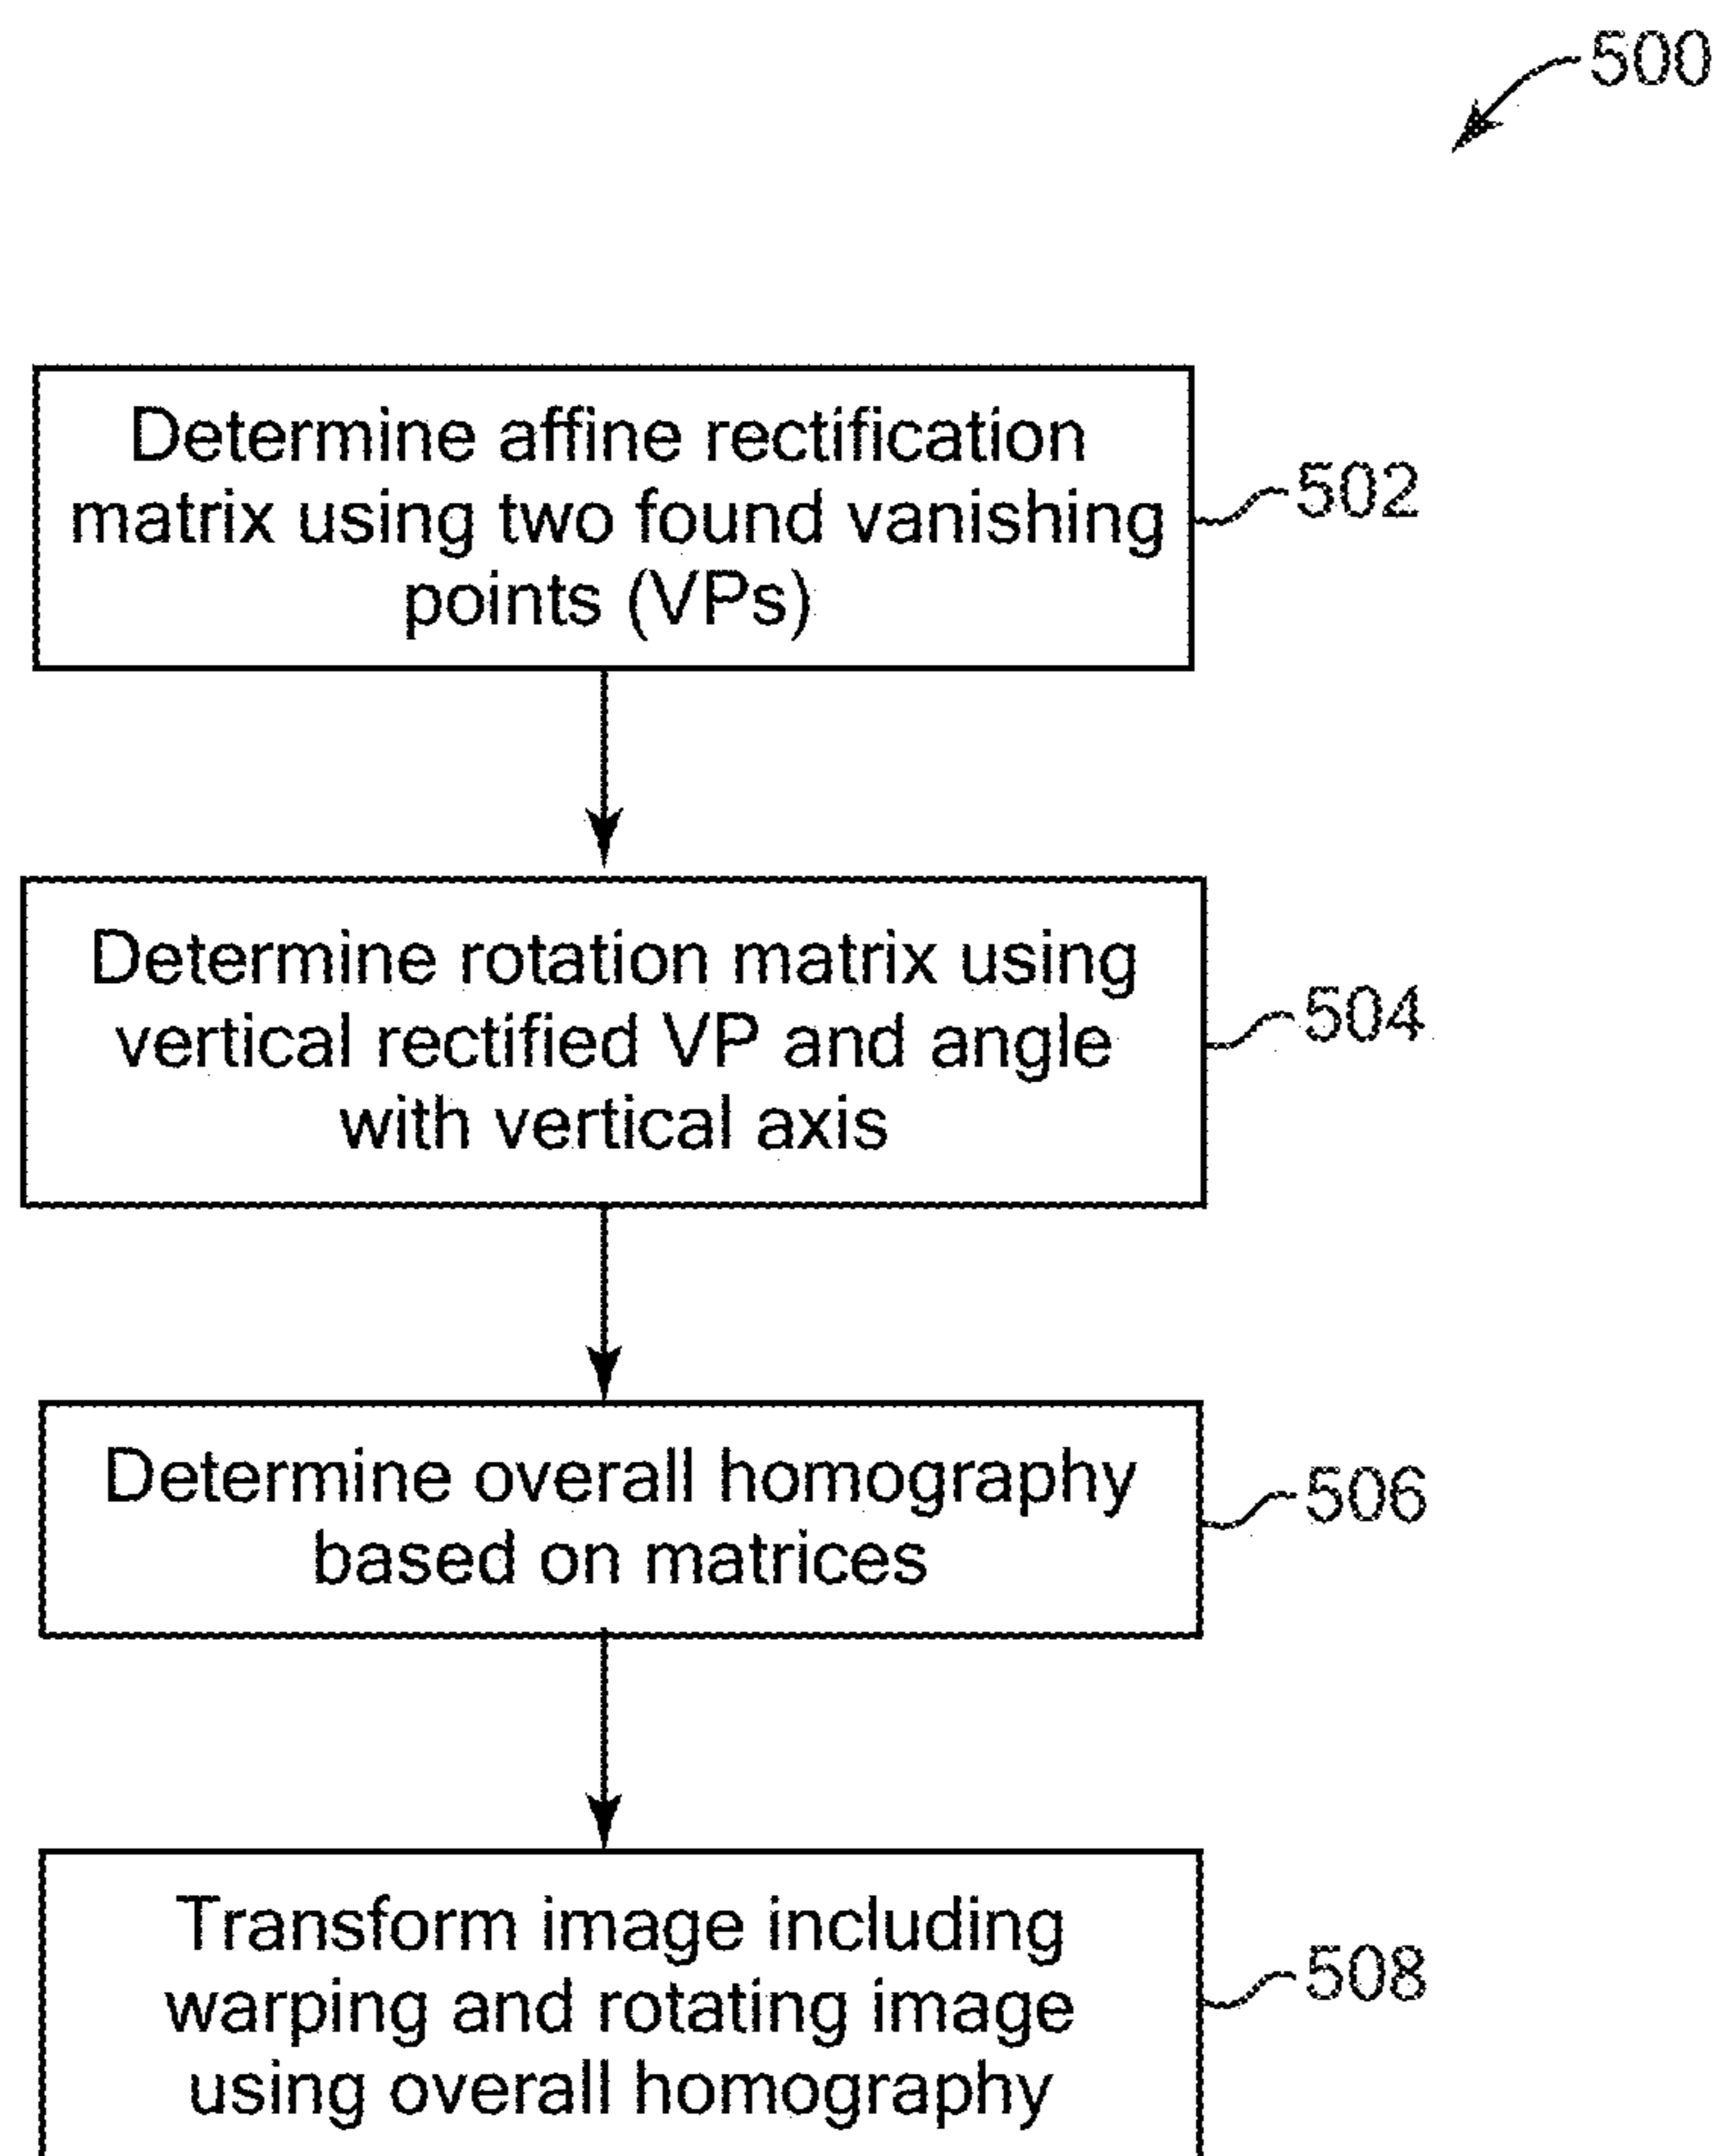 500
Determine affine rectification
matrix using two found vanishing
points (VPs)
502
Determine rotation matrix using
vertical rectified VP and angle
with vertical axis
504
Determine overall homography
based on matrices
506
Transform image including
warping and rotating image
using overall homography
508